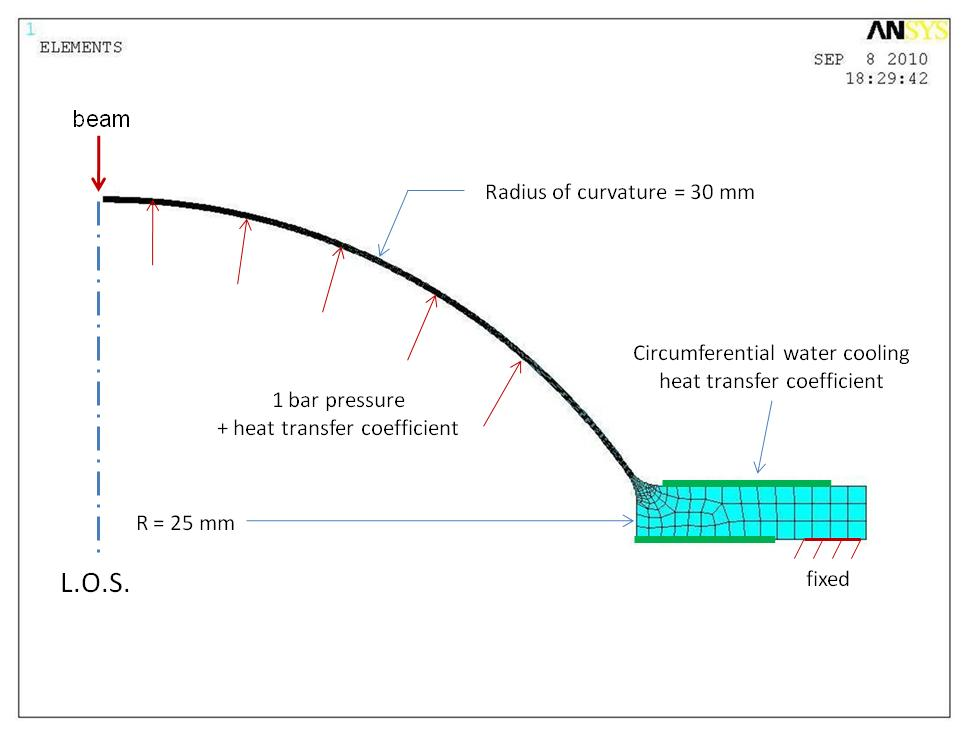 1
ELEMENTS
ANSYS
SEP 8 2010
18:29:42
beam
Radius of curvature = 30 mm
Circumferential water cooling
heat transfer coefficient
1 bar pressure
+ heat transfer coefficient
R = 25 mm
fixed
L.O.S.